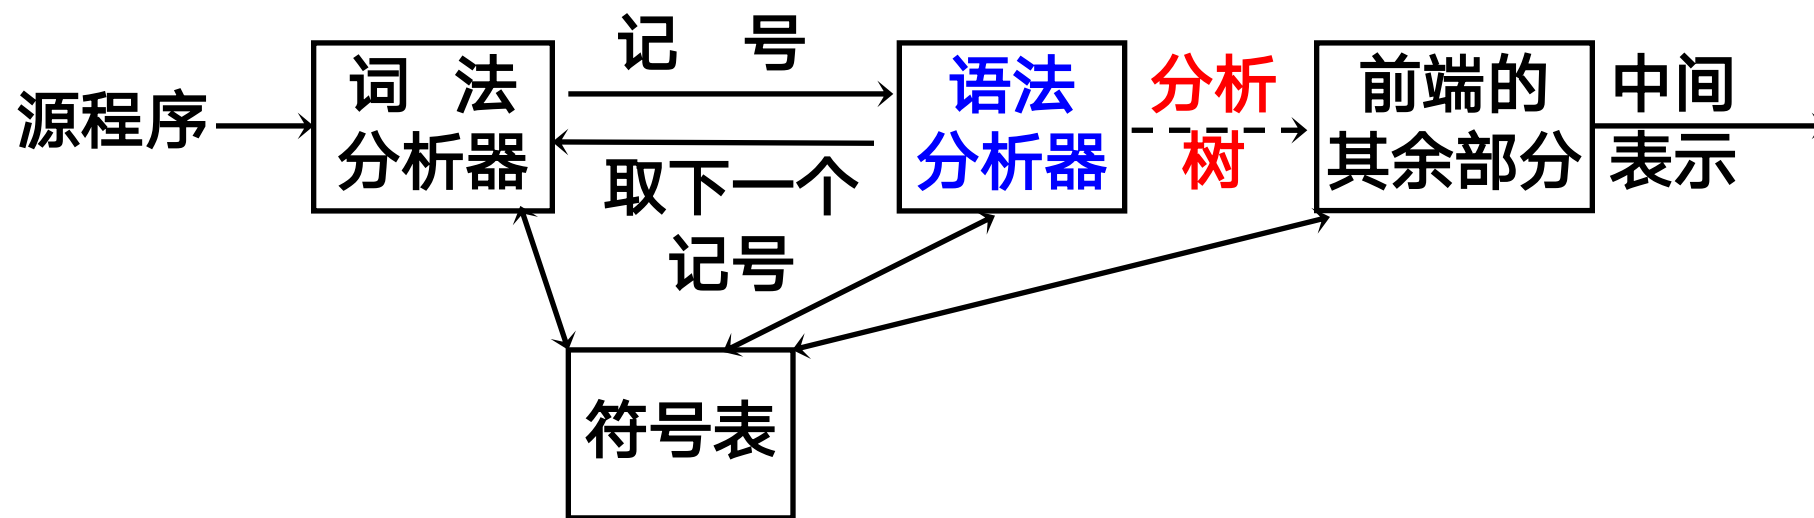 源程序
词 法
分析器
记 号
取下一个
记号
语法
分析器
分析
树
前端的
其余部分
中间
表示
符号表